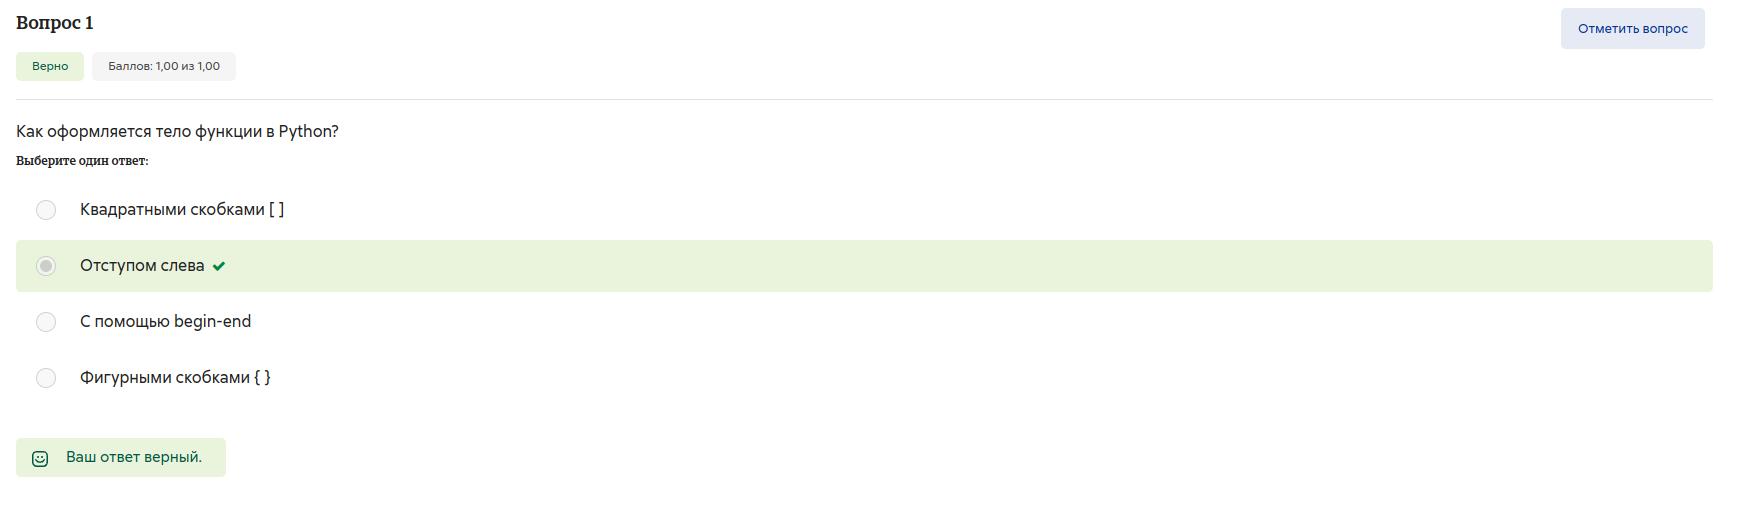 Вопрос 1
Отметить вопрос
Верно
Баллов: 1,00 из 1,00
Как оформляется тело функции в Python?
Выберите один ответ:
Квадратными скобками [ ]
Отступом слева
С помощью begin-end
Фигурными скобками { }
Ваш ответ верный.